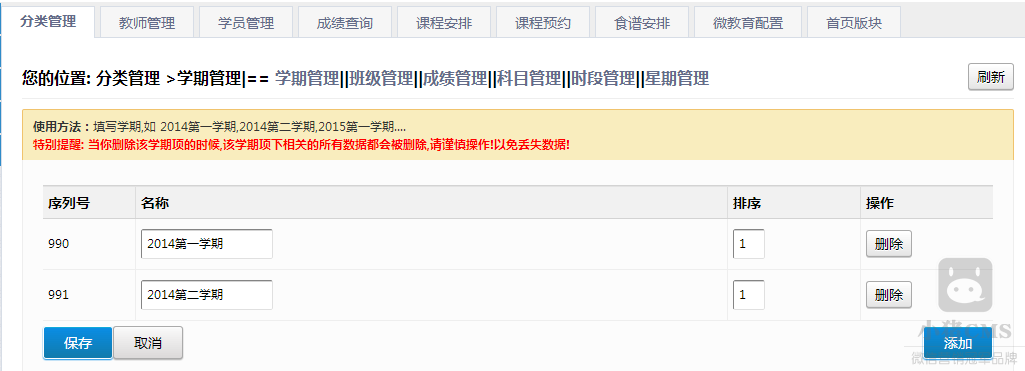 分类管理 教师管理 学员管理 成绩查询 课程安排 课程预约 食谱安排 微教育配置 首页版块
您的位置: 分类管理 >学期管理|== 学期管理||班级管理||成绩管理||科目管理||时段管理||星期管理 刷新
使用方法：填写学期,如 2014第一学期,2014第二学期,2015第一学期....
特别提醒: 当你删除该学期项的时候,该学期项下相关的所有数据都会被删除,请谨慎操作!以免丢失数据!
序列号 名称 排序 操作
990 2014第一学期 1 删除
991 2014第二学期 1 删除
保存 取消 添加
小猪CMS
微信营销冠军品牌